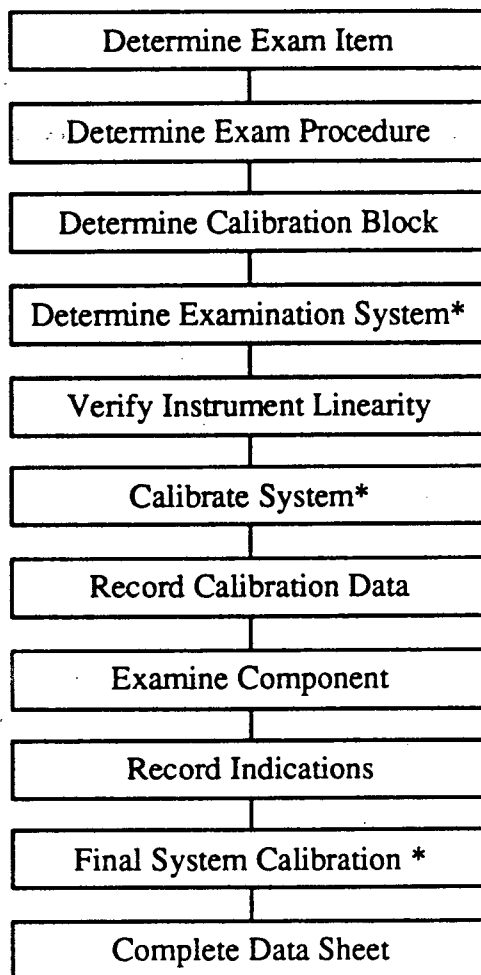 Determine Exam Item
Determine Exam Procedure
Determine Calibration Block
Determine Examination System*
Verify Instrument Linearity
Calibrate System*
Record Calibration Data
Examine Component
Record Indications
Final System Calibration *
Complete Data Sheet